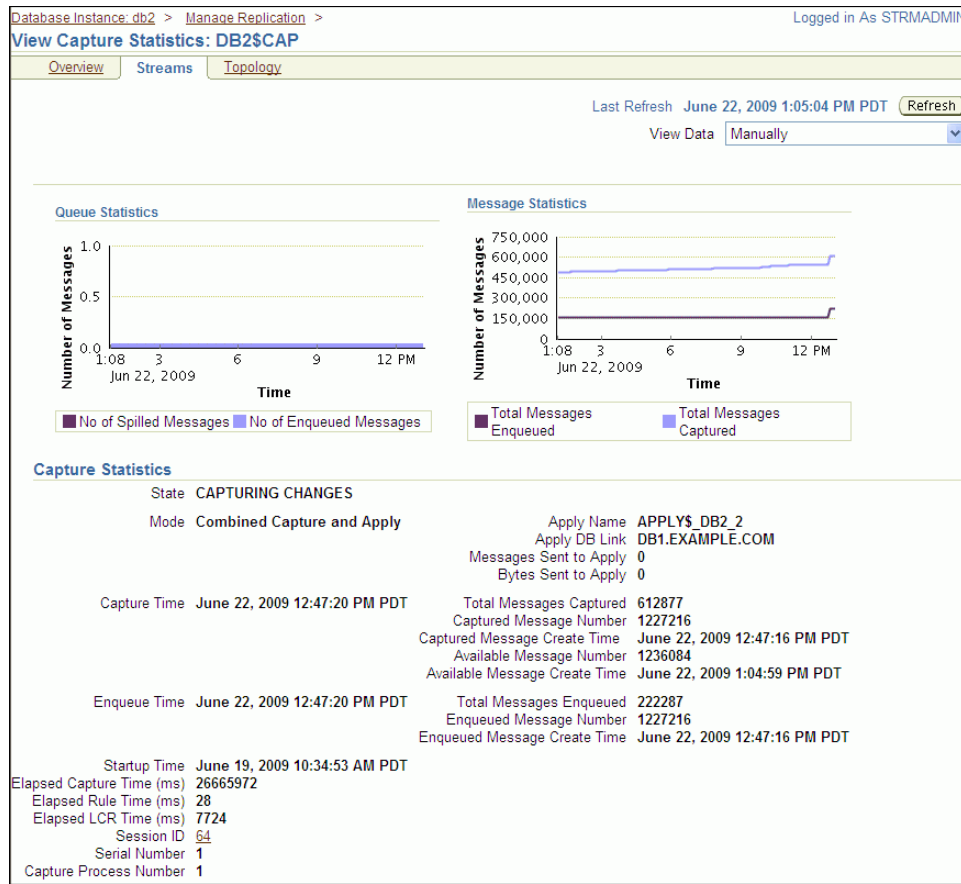 Database Instance: db2 > Manage Replication >
Logged in As STRMADMIN
View Capture Statistics: DB2$CAP
Overview Streams Topology
Last Refresh June 22, 2009 1:05:04 PM PDT Refresh
View Data Manually
Queue Statistics
Number of Messages
1.0
0.5
0.0
1:08 3 6 9 12 PM
Jun 22, 2009
Time
No of Spilled Messages No of Enqueued Messages
Message Statistics
Number of Messages
750,000
600,000
450,000
300,000
150,000
0
1:08 3 6 9 12 PM
Jun 22, 2009
Time
Total Messages Enqueued
Total Messages Captured
Capture Statistics
State CAPTURING CHANGES
Mode Combined Capture and Apply
Apply Name APPLY$_DB2_2
Apply DB Link DB1.EXAMPLE.COM
Messages Sent to Apply 0
Bytes Sent to Apply 0
Capture Time June 22, 2009 12:47:20 PM PDT
Total Messages Captured 612877
Captured Message Number 1227216
Captured Message Create Time June 22, 2009 12:47:16 PM PDT
Available Message Number 1236084
Available Message Create Time June 22, 2009 1:04:59 PM PDT
Enqueue Time June 22, 2009 12:47:20 PM PDT
Total Messages Enqueued 222287
Enqueued Message Number 1227216
Enqueued Message Create Time June 22, 2009 12:47:16 PM PDT
Startup Time June 19, 2009 10:34:53 AM PDT
Elapsed Capture Time (ms) 26665972
Elapsed Rule Time (ms) 28
Elapsed LCR Time (ms) 7724
Session ID 64
Serial Number 1
Capture Process Number 1